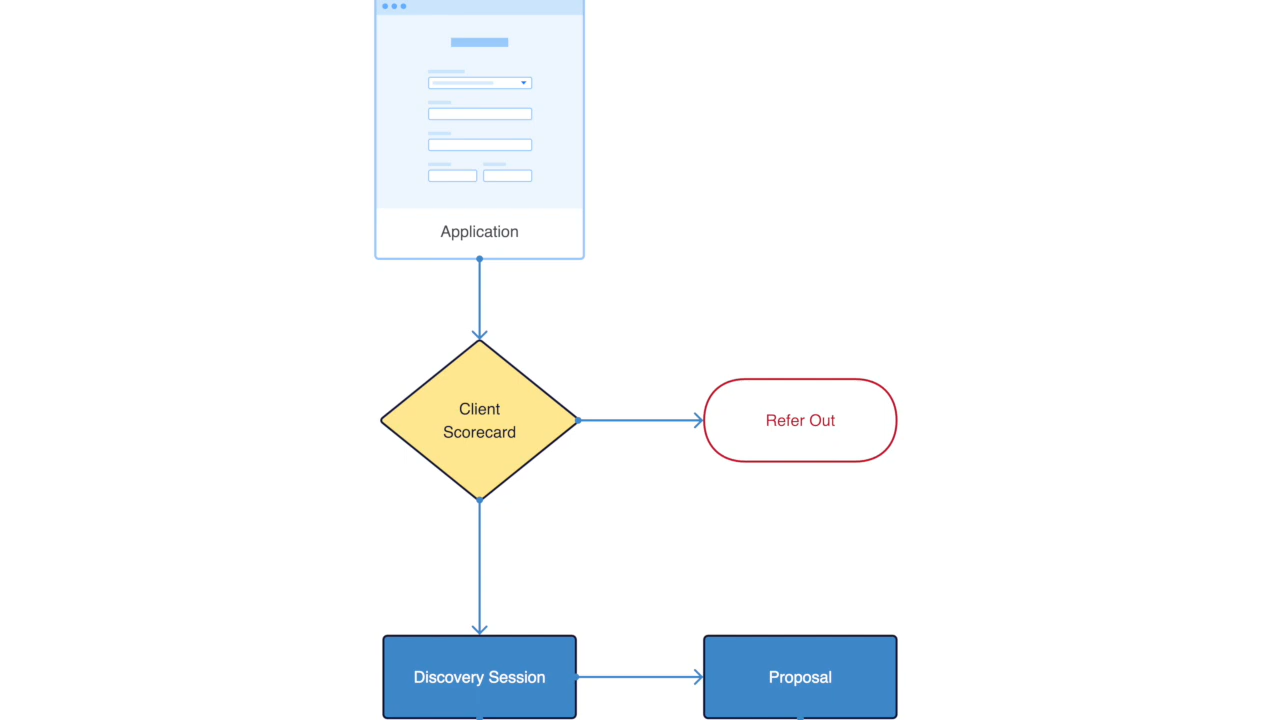 Application
Client
Scorecard
Refer Out
Discovery Session
Proposal